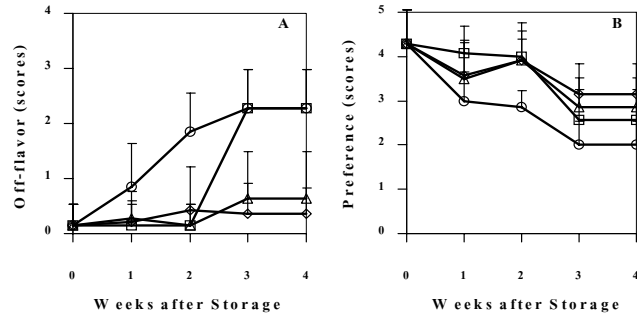 A
Off-flavor (scores)
4
3
2
1
0
0 1 2 3 4
Weeks after Storage
B
Preference (scores)
5
4
3
2
1
0
0 1 2 3 4
Weeks after Storage